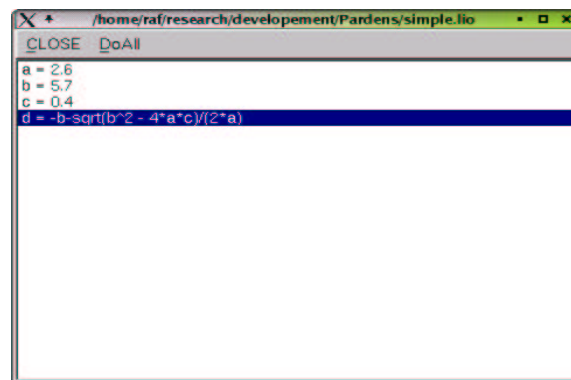 /home/raf/research/developement/Pardens/simple.lio
CLOSE DoAll
a = 2.6
b = 5.7
c = 0.4
d = -b-sqrt(b^2 - 4*a*c)/(2*a)